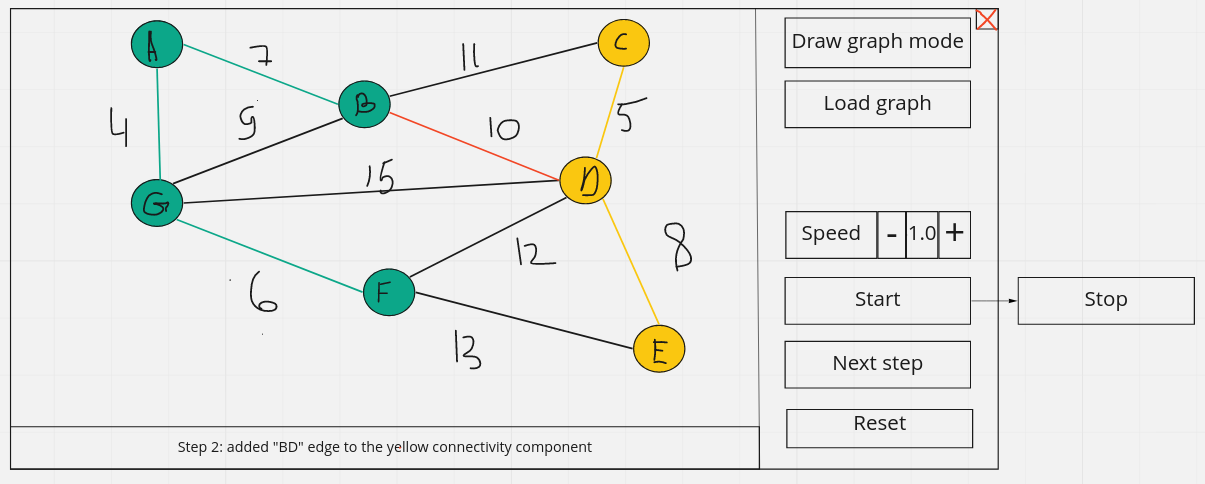 A
7
11
C
Draw graph mode
B
5
Load graph
4
9
10
15
D
G
Speed - 1.0 +
12
8
6
F
Start
Stop
13
E
Next step
Reset
Step 2: added "BD" edge to the yellow connectivity component